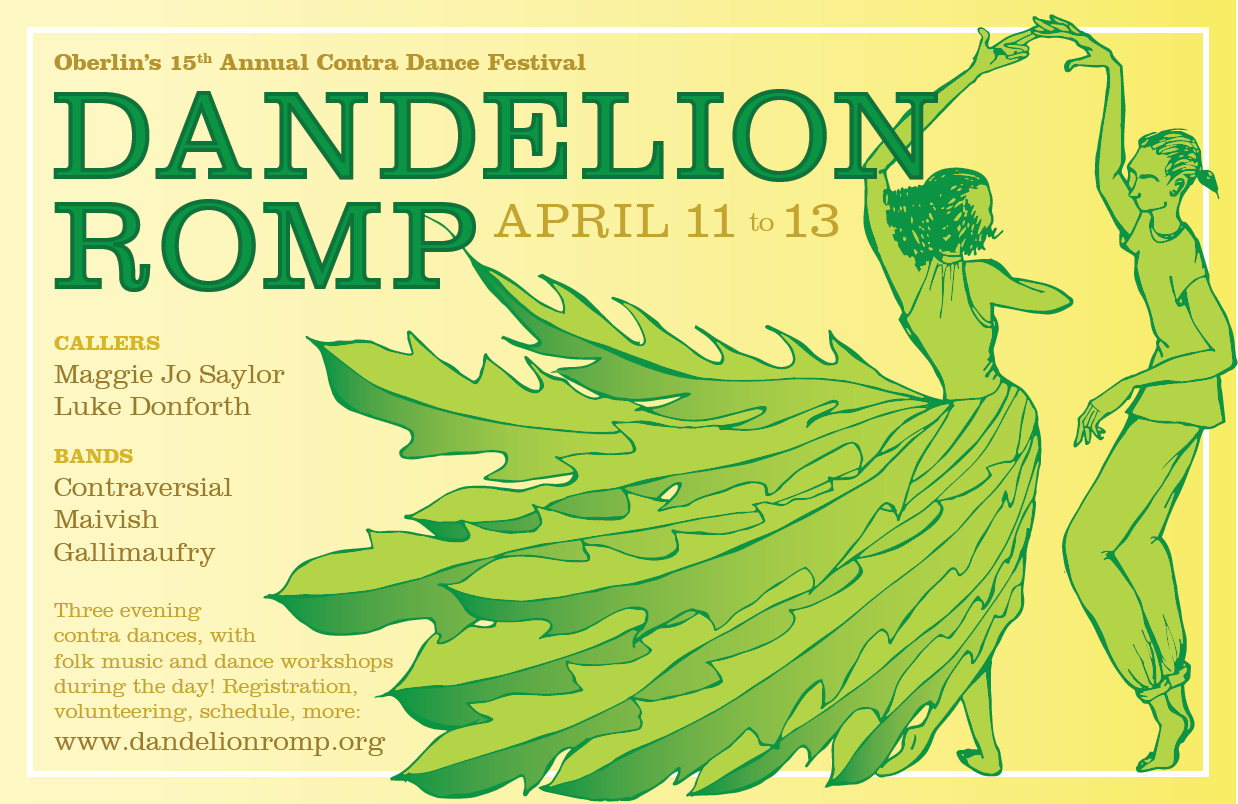 Oberlin's 15th Annual Contra Dance Festival
DANDELION
ROMP
APRIL 11 to 13
CALLERS
Maggie Jo Saylor
Luke Donforth
BANDS
Contraversial
Maivish
Gallimaufry
Three evening
contra dances, with
folk music and dance workshops
during the day! Registration,
volunteering, schedule, more:
www.dandelionromp.org